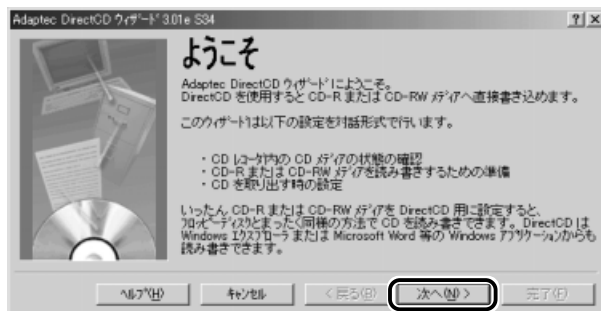 Adaptec DirectCD ウィザード 3.01e S34
ようこそ
Adaptec DirectCD ウィザードにようこそ。
DirectCD を使用すると CD-R または CD-RW メディアへ直接書き込めます。
このウィザードは以下の設定を対話形式で行います。
・CD レコーダ内の CD メディアの状態の確認
・CD-R または CD-RW メディアを読み書きするための準備
・CD を取り出す時の設定
いったん CD-R または CD-RW メディアを DirectCD 用に設定すると、
フロッピーディスクとまったく同様の方法で CD を読み書きできます。DirectCD は
Windows エクスプローラ または Microsoft Word 等の Windows アプリケーションからも
読み書きできます。
ヘルプ(H) キャンセル < 戻る(B) 次へ(N) > 完了(F)